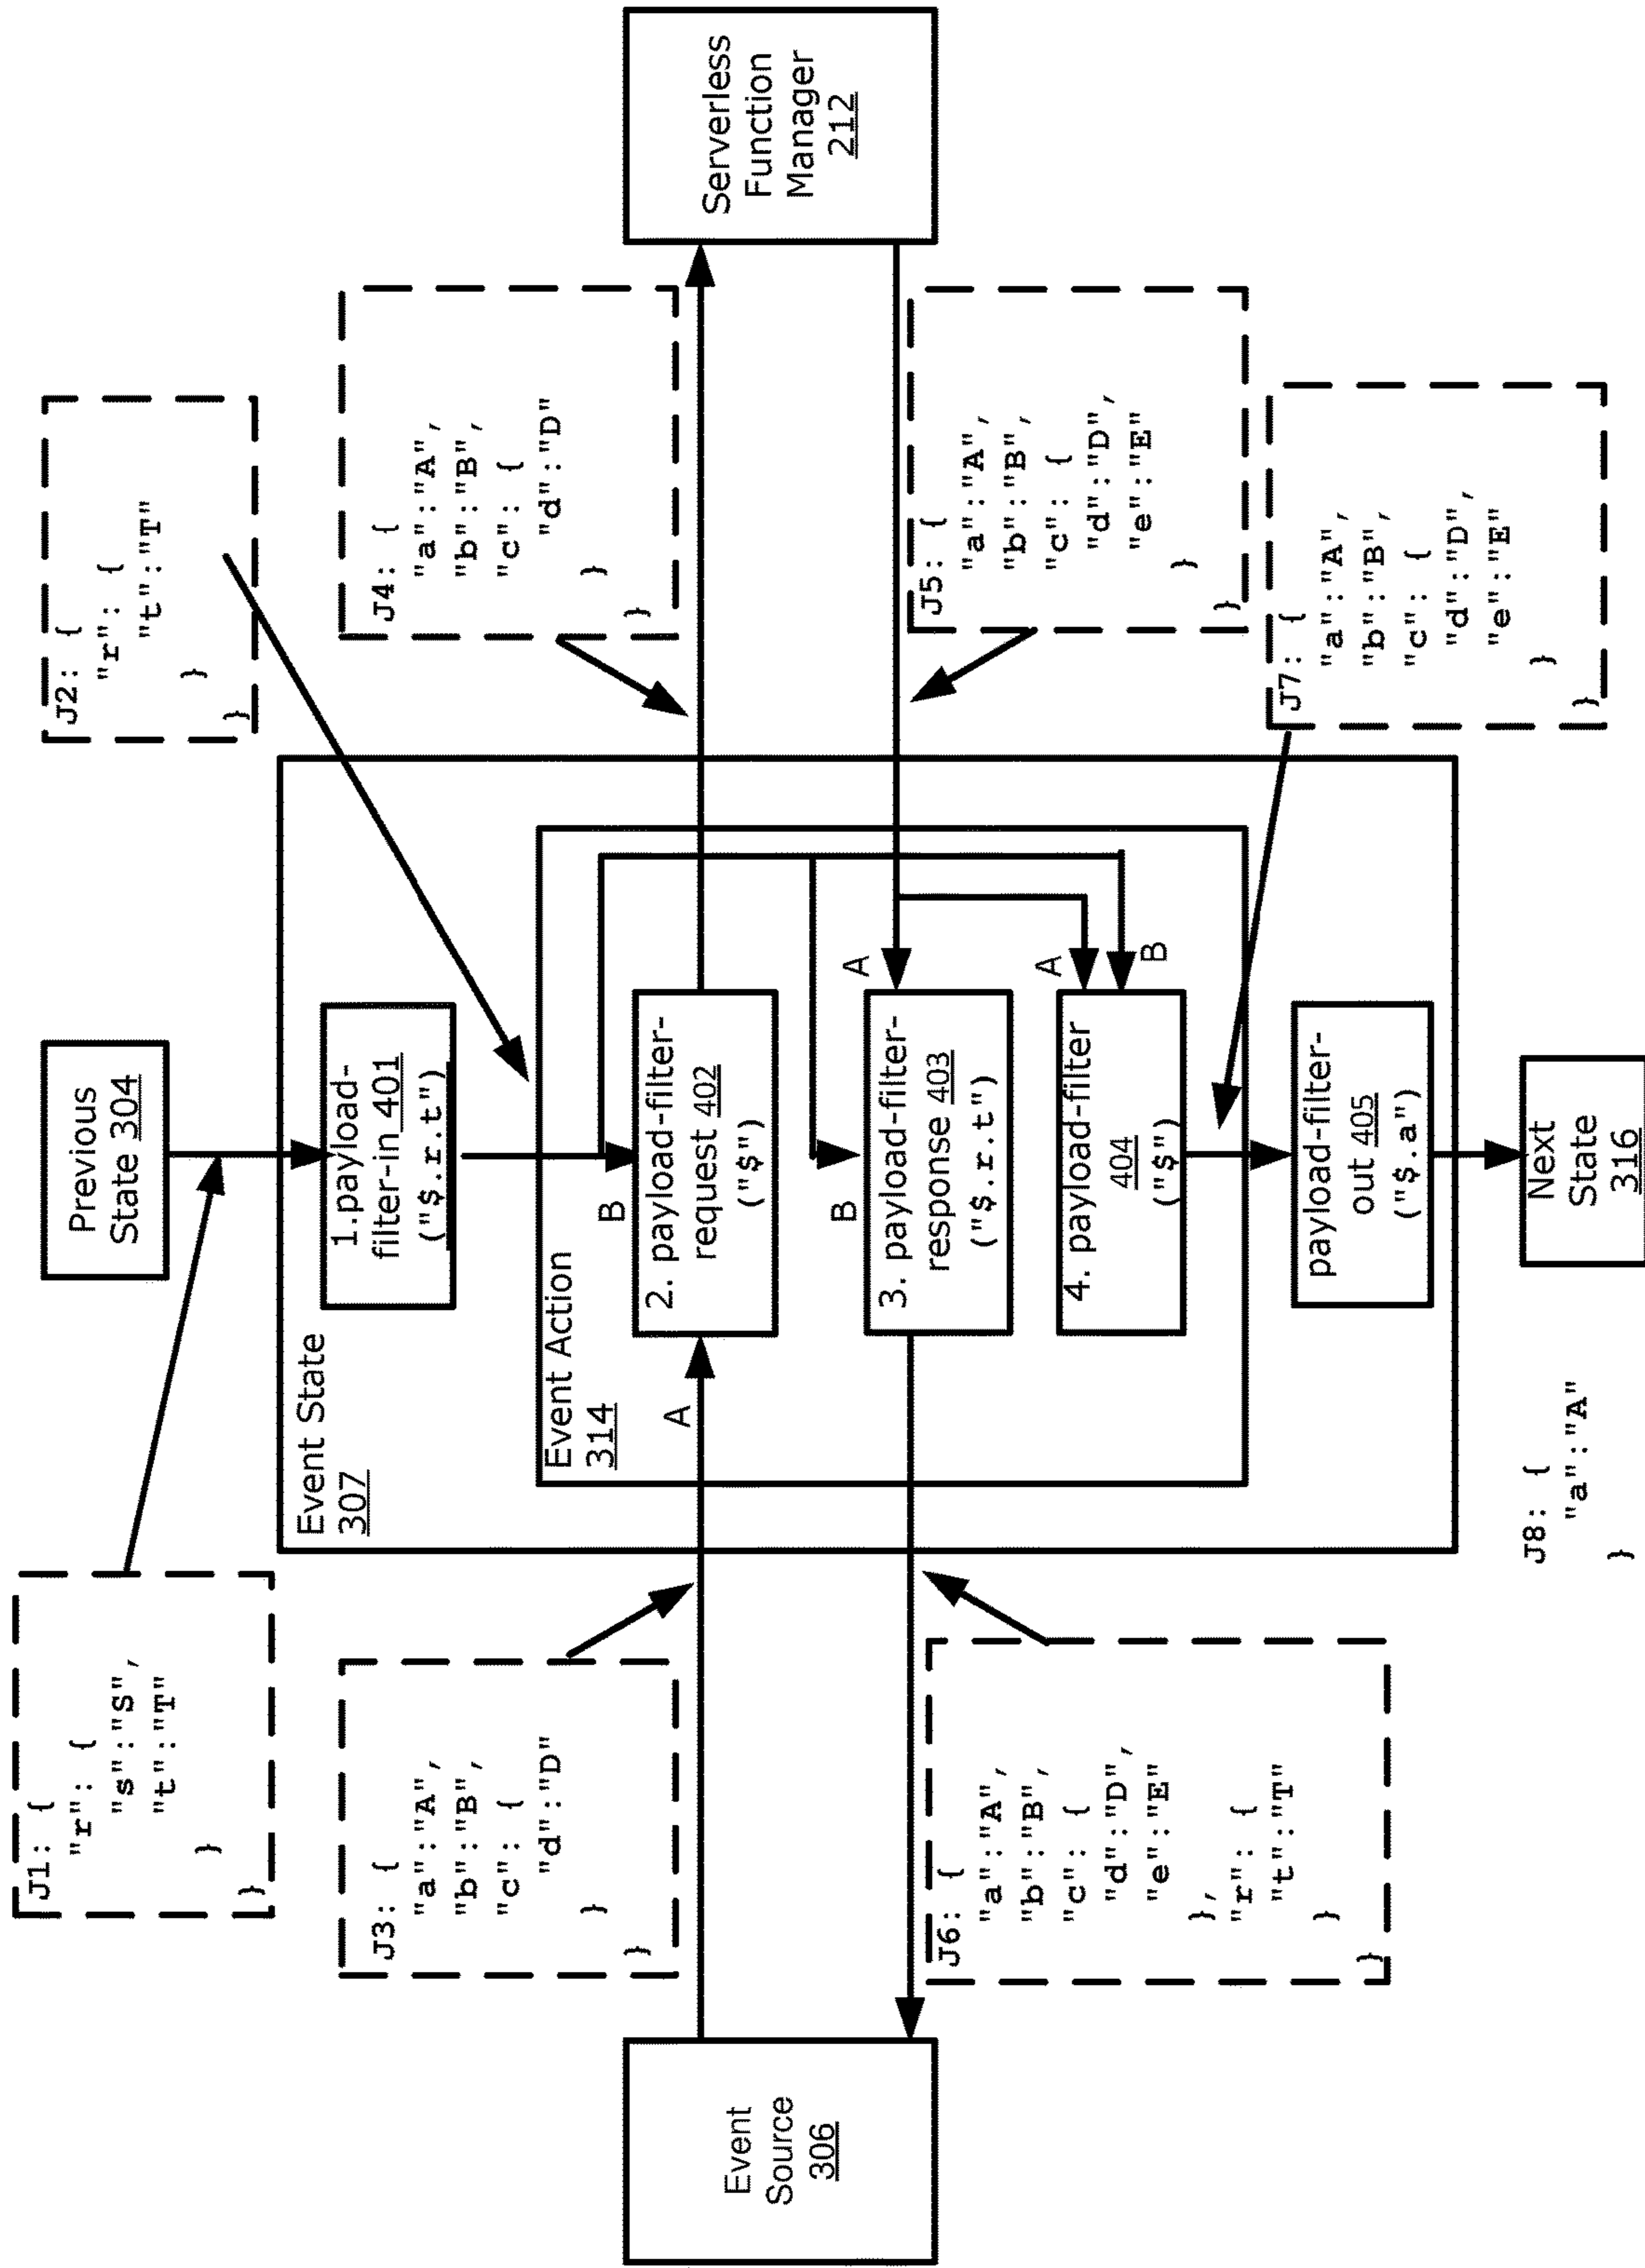 Previous
State 304
J1: {
"r": {
"s":"S",
"t":"T"
}
}
J2: {
"r": {
"t":"T"
}
}
Event State
307
1.payload-
filter-in 401
("$.r.t")
J3: {
"a":"A",
"b":"B",
"c": {
"d":"D"
}
}
J4: {
"a":"A",
"b":"B",
"c": {
"d":"D"
}
}
Event Action
314
A
B
2. payload-filter-
request 402
("$")
Event
Source
306
Serverless
Function
Manager
212
B
A
3. payload-filter-
response 403
("$.r.t")
J6: {
"a":"A",
"b":"B",
"c": {
"d":"D",
"e":"E"
},
"r": {
"t":"T"
}
}
J5: {
"a":"A",
"b":"B",
"c": {
"d":"D",
"e":"E"
}
}
A
B
4. payload-filter
404
("$")
J7: {
"a":"A",
"b":"B",
"c": {
"d":"D",
"e":"E"
}
}
payload-filter-
out 405
("$.a")
J8: {
"a":"A"
}
Next
State
316